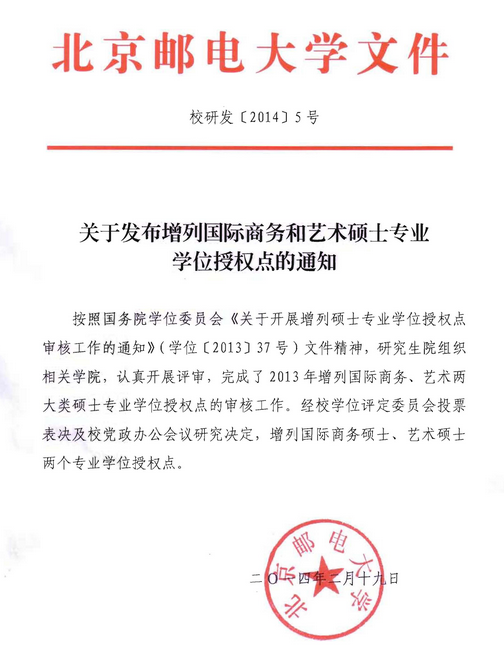 北京邮电大学文件
校研发〔2014〕5号
关于发布增列国际商务和艺术硕士专业
学位授权点的通知
按照国务院学位委员会《关于开展增列硕士专业学位授权点
审核工作的通知》（学位〔2013〕37号）文件精神，研究生院组织
相关学院，认真开展评审，完成了2013年增列国际商务、艺术两
大类硕士专业学位授权点的审核工作。经校学位评定委员会投票
表决及校党政办公会议研究决定，增列国际商务硕士、艺术硕士
两个专业学位授权点。
北京邮电大学
二〇一四年二月十九日